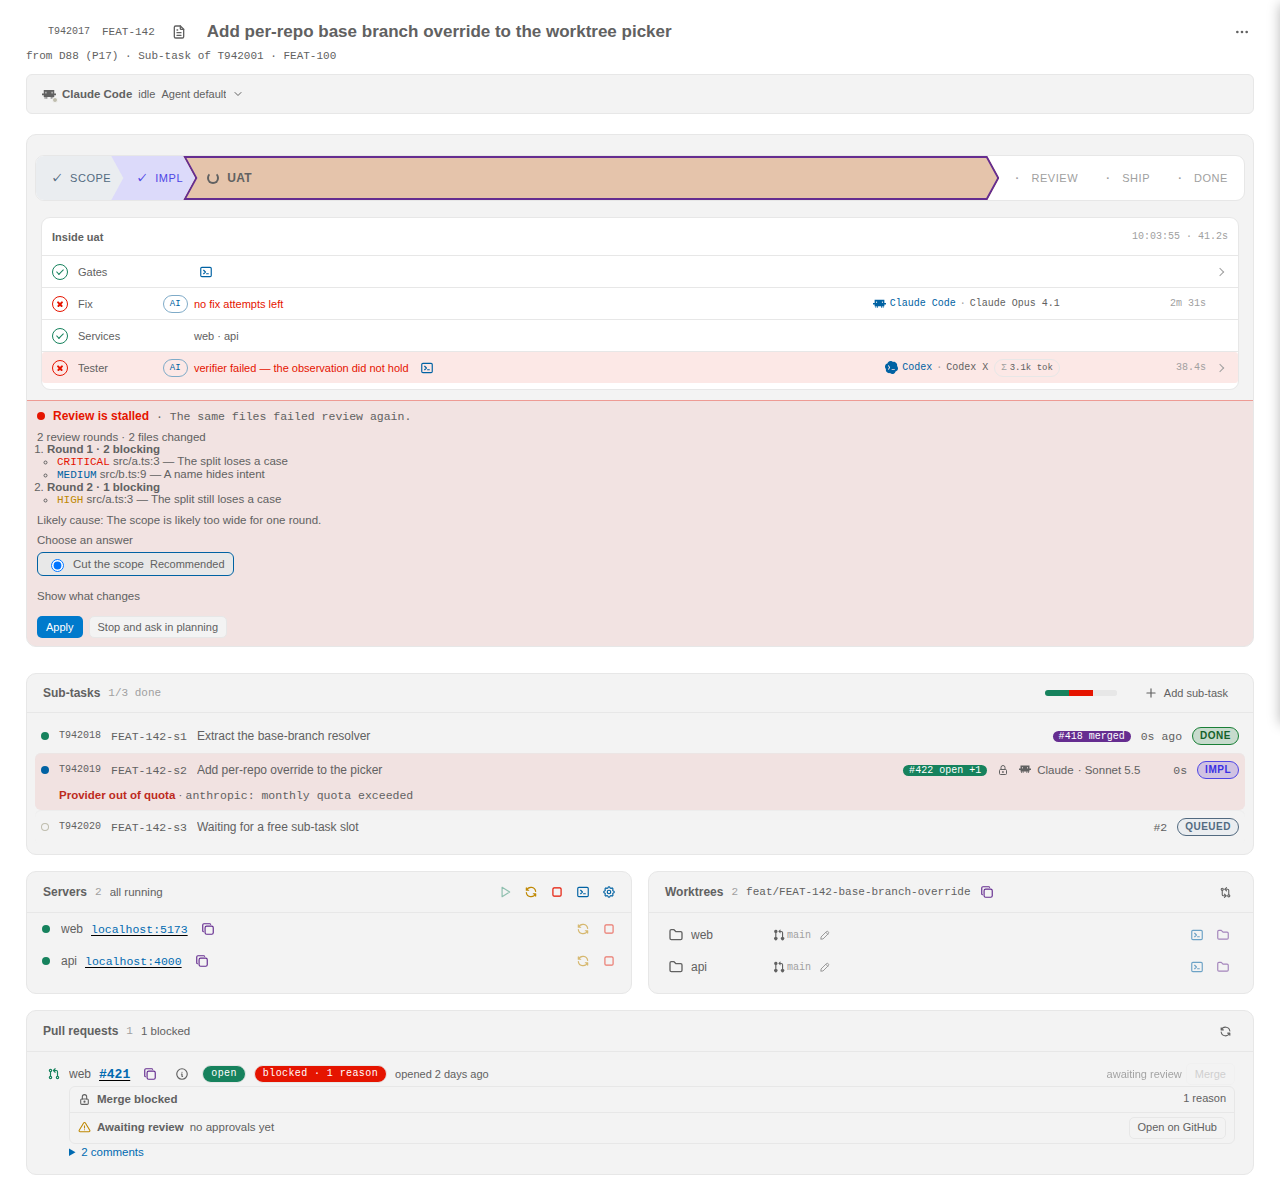 T942017 FEAT-142 Add per-repo base branch override to the worktree picker
from D88 (P17) · Sub-task of T942001 · FEAT-100
Claude Code idle Agent default
SCOPE IMPL UAT · REVIEW · SHIP · DONE
Inside uat 10:03:55 · 41.2s
Gates
Fix AI no fix attempts left Claude Code · Claude Opus 4.1 2m 31s
Services web · api
Tester AI verifier failed — the observation did not hold Codex · Codex X Σ 3.1k tok 38.4s
Review is stalled · The same files failed review again.
2 review rounds · 2 files changed
1. Round 1 · 2 blocking
CRITICAL src/a.ts:3 — The split loses a case
MEDIUM src/b.ts:9 — A name hides intent
2. Round 2 · 1 blocking
HIGH src/a.ts:3 — The split still loses a case
Likely cause: The scope is likely too wide for one round.
Choose an answer
Cut the scope Recommended
Show what changes
Apply Stop and ask in planning
Sub-tasks 1/3 done Add sub-task
T942018 FEAT-142-s1 Extract the base-branch resolver #418 merged 0s ago DONE
T942019 FEAT-142-s2 Add per-repo override to the picker #422 open +1 Claude · Sonnet 5.5 0s IMPL
Provider out of quota · anthropic: monthly quota exceeded
T942020 FEAT-142-s3 Waiting for a free sub-task slot #2 QUEUED
Servers 2 all running
web localhost:5173
api localhost:4000
Worktrees 2 feat/FEAT-142-base-branch-override
web main
api main
Pull requests 1 1 blocked
web #421 open blocked · 1 reason opened 2 days ago awaiting review Merge
Merge blocked 1 reason
Awaiting review no approvals yet Open on GitHub
2 comments